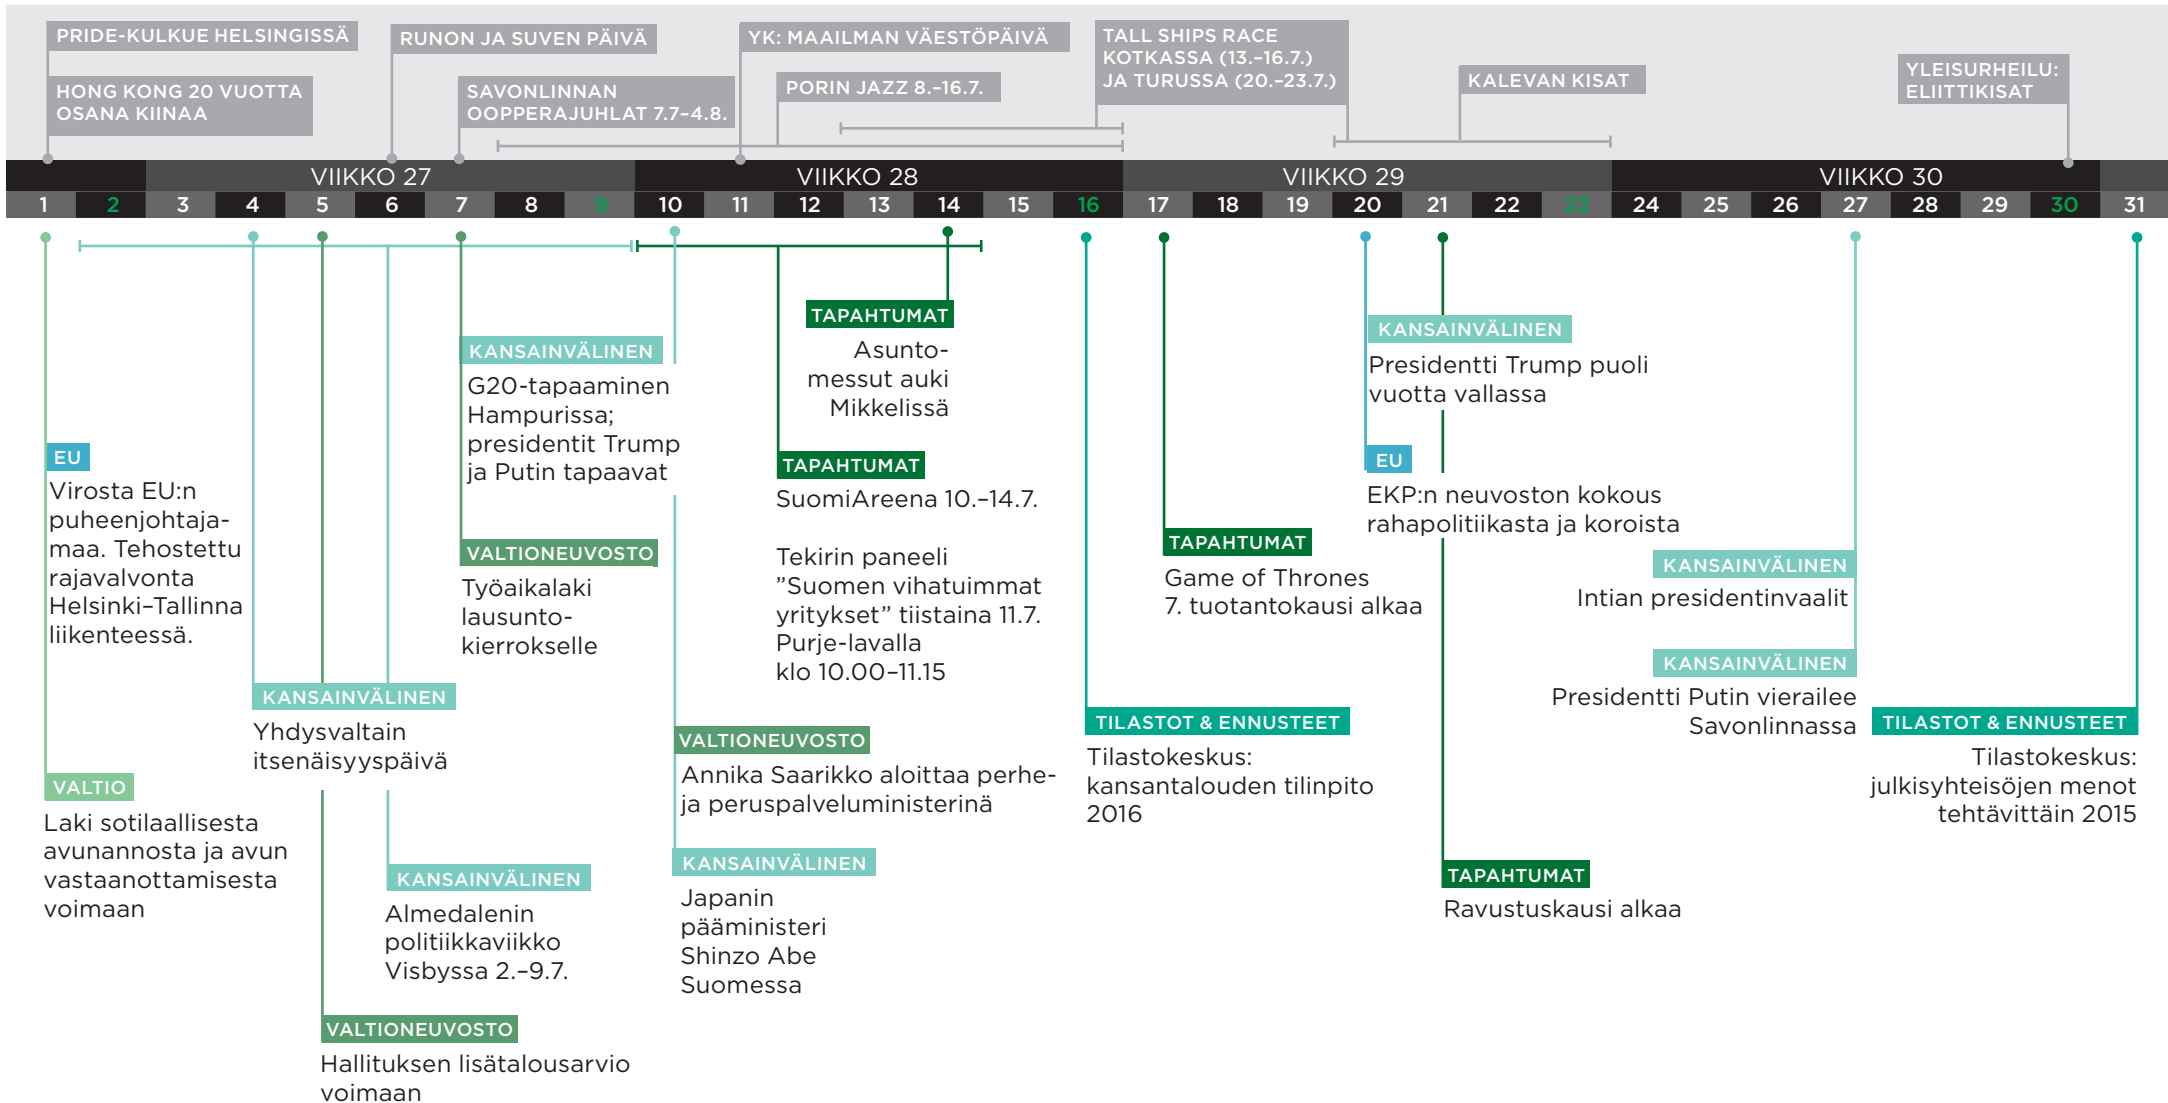 PRIDE-KULKUE HELSINGISSÄ
HONG KONG 20 VUOTTA
OSANA KIINAA
RUNON JA SUVEN PÄIVÄ
SAVONLINNAN
OOPPERAJUHLAT 7.7–4.8.
YK: MAAILMAN VÄESTÖPÄIVÄ
PORIN JAZZ 8.–16.7.
TALL SHIPS RACE
KOTKASSA (13.–16.7.)
JA TURUSSA (20.–23.7.)
KALEVAN KISAT
YLEISURHEILU:
ELIITTIKISAT
VIIKKO 27 VIIKKO 28 VIIKKO 29 VIIKKO 30
1 2 3 4 5 6 7 8 9 10 11 12 13 14 15 16 17 18 19 20 21 22 23 24 25 26 27 28 29 30 31
EU
Virosta EU:n
puheenjohtaja-
maa. Tehostettu
rajavalvonta
Helsinki–Tallinna
liikenteessä.
VALTIO
Laki sotilaallisesta
avunannosta ja avun
vastaanottamisesta
voimaan
KANSAINVÄLINEN
Yhdysvaltain
itsenäisyyspäivä
VALTIONEUVOSTO
Hallituksen lisätalousarvio
voimaan
KANSAINVÄLINEN
Almedalenin
politiikkaviikko
Visbyssa 2.–9.7.
KANSAINVÄLINEN
G20-tapaaminen
Hampurissa;
presidentit Trump
ja Putin tapaavat
VALTIONEUVOSTO
Työaikalaki
lausunto-
kierrokselle
VALTIONEUVOSTO
Annika Saarikko aloittaa perhe-
ja peruspalveluministerinä
KANSAINVÄLINEN
Japanin
pääministeri
Shinzo Abe
Suomessa
TAPAHTUMAT
Asunto-
messut auki
Mikkelissä
TAPAHTUMAT
SuomiAreena 10.–14.7.
Tekirin paneeli
”Suomen vihatuimmat
yritykset” tiistaina 11.7.
Purje-lavalla
klo 10.00–11.15
TILASTOT & ENNUSTEET
Tilastokeskus:
kansantalouden tilinpito
2016
TAPAHTUMAT
Game of Thrones
7. tuotantokausi alkaa
KANSAINVÄLINEN
Presidentti Trump puoli
vuotta vallassa
EU
EKP:n neuvoston kokous
rahapolitiikasta ja koroista
TAPAHTUMAT
Ravustuskausi alkaa
KANSAINVÄLINEN
Intian presidentinvaalit
KANSAINVÄLINEN
Presidentti Putin vierailee
Savonlinnassa
TILASTOT & ENNUSTEET
Tilastokeskus:
julkisyhteisöjen menot
tehtävittäin 2015